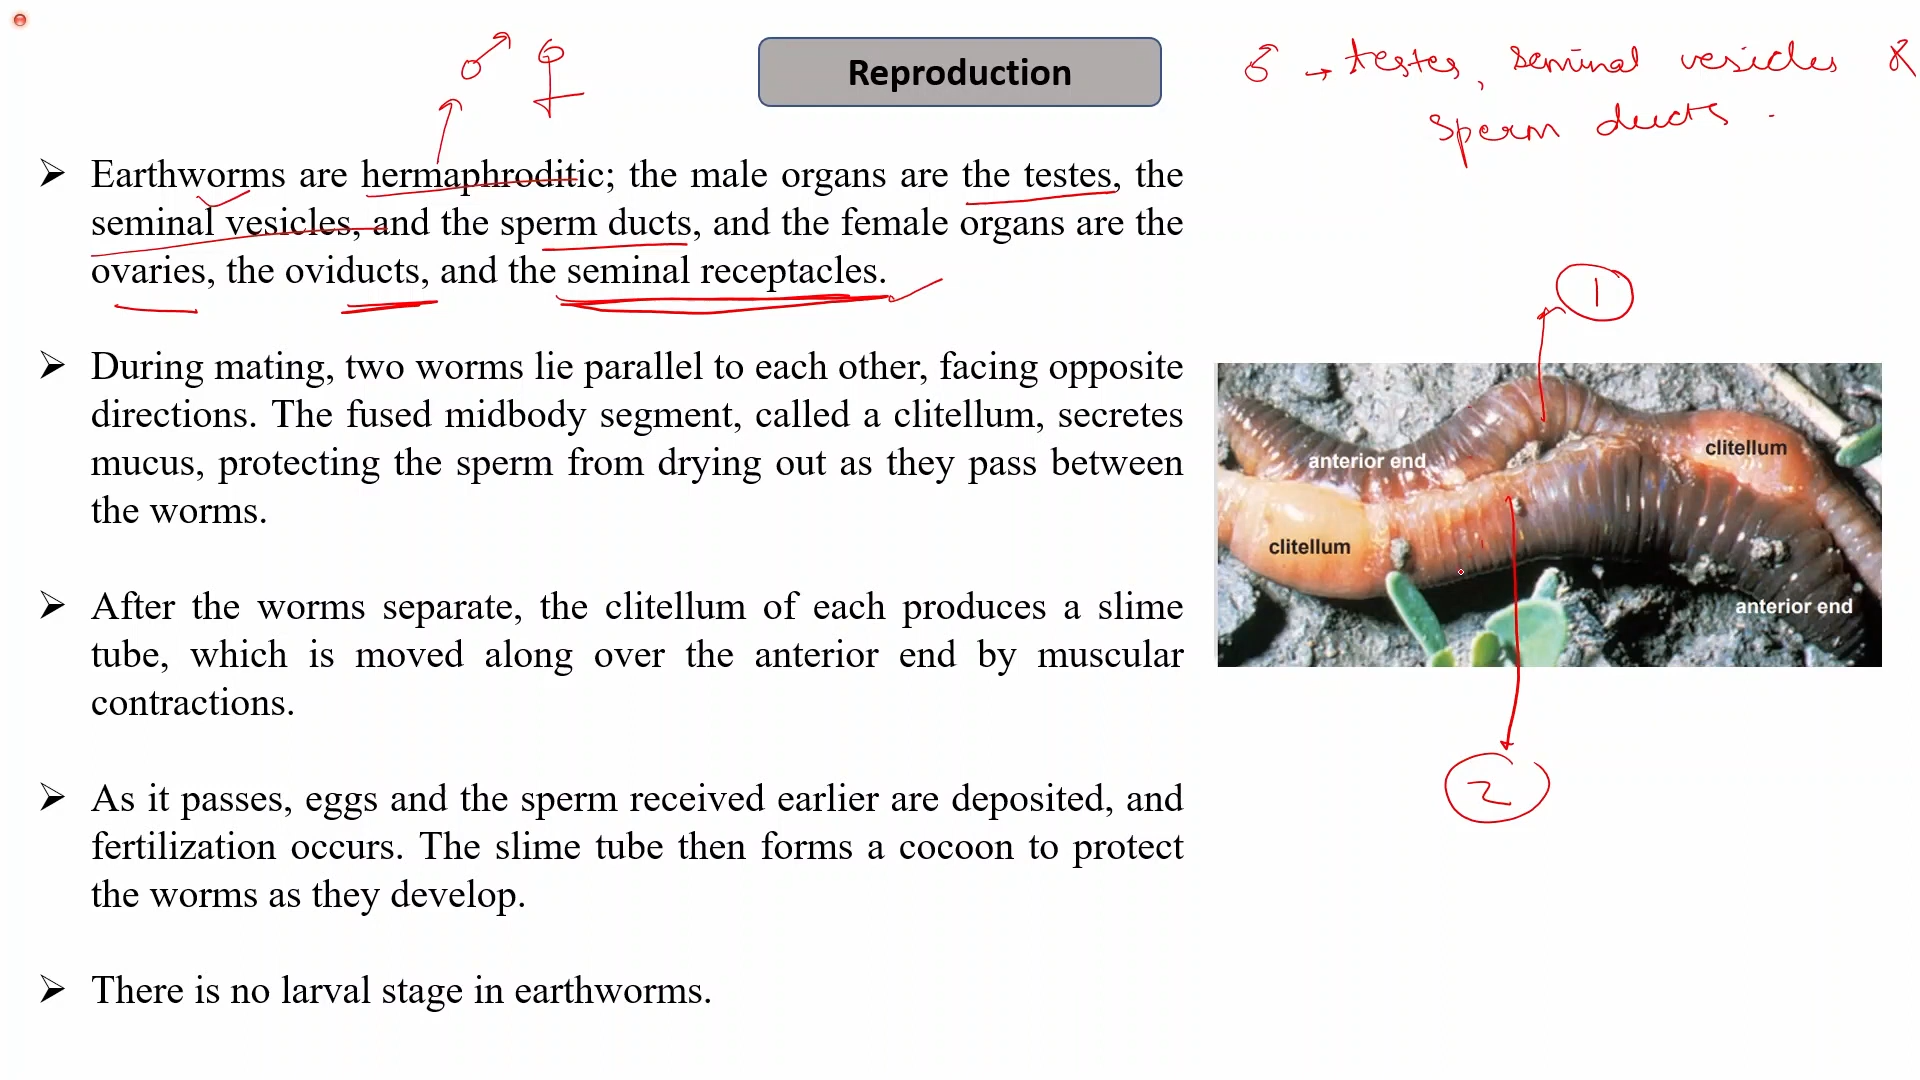 Reproduction
♂ → testes, seminal vesicles &
sperm ducts.
♂ ♀
➢ Earthworms are hermaphroditic; the male organs are the testes, the
seminal vesicles, and the sperm ducts, and the female organs are the
ovaries, the oviducts, and the seminal receptacles.
➢ During mating, two worms lie parallel to each other, facing opposite
directions. The fused midbody segment, called a clitellum, secretes
mucus, protecting the sperm from drying out as they pass between
the worms.
➢ After the worms separate, the clitellum of each produces a slime
tube, which is moved along over the anterior end by muscular
contractions.
➢ As it passes, eggs and the sperm received earlier are deposited, and
fertilization occurs. The slime tube then forms a cocoon to protect
the worms as they develop.
➢ There is no larval stage in earthworms.
1
clitellum
anterior end
clitellum
anterior end
2